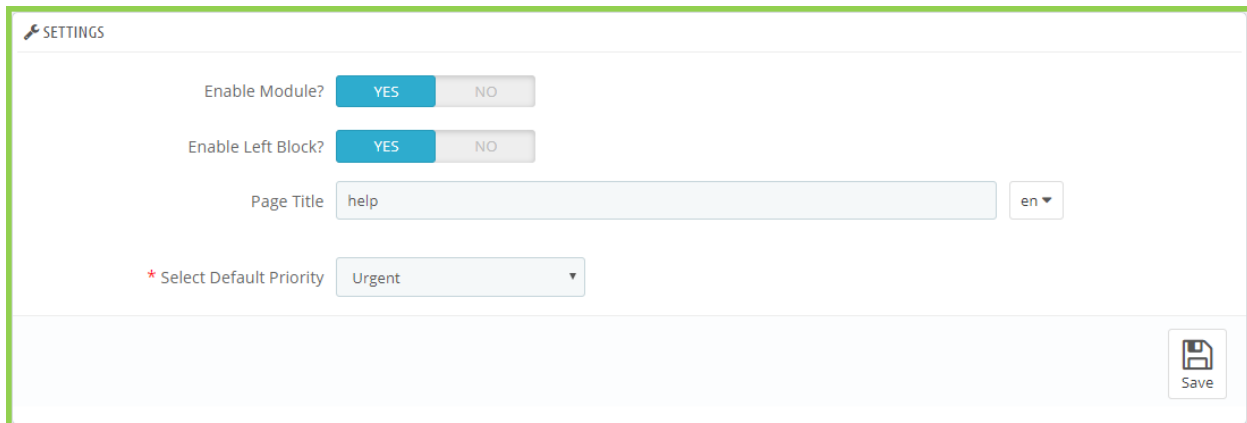 SETTINGS
Enable Module? YES NO
Enable Left Block? YES NO
Page Title help en
* Select Default Priority Urgent
Save